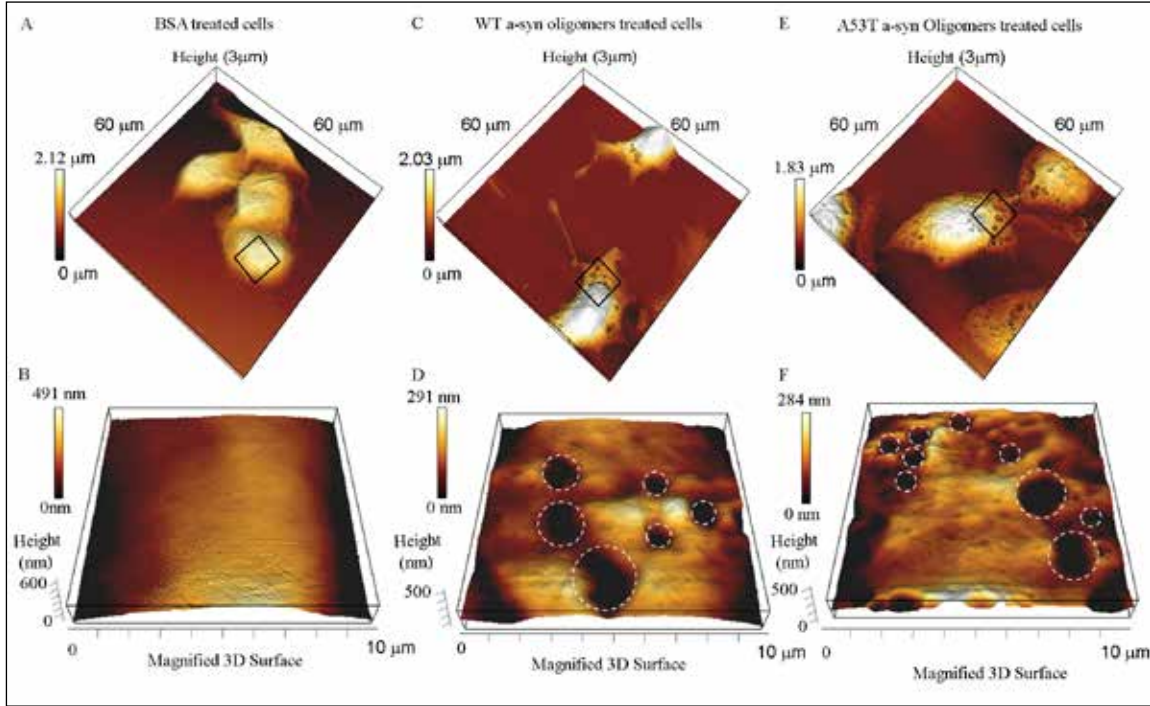 A
BSA treated cells
Height (3μm)
60 μm
60 μm
2.12 μm
0 μm
C
WT a-syn oligomers treated cells
Height (3μm)
60 μm
60 μm
2.03 μm
0 μm
E
A53T a-syn Oligomers treated cells
Height (3μm)
60 μm
60 μm
1.83 μm
0 μm
B
491 nm
0nm
Height
(nm)
600
0
0
10 μm
Magnified 3D Surface
D
291 nm
0 nm
Height
(nm)
500
0
10 μm
Magnified 3D Surface
F
284 nm
0 nm
Height
(nm)
500
0
0
10 μm
Magnified 3D Surface